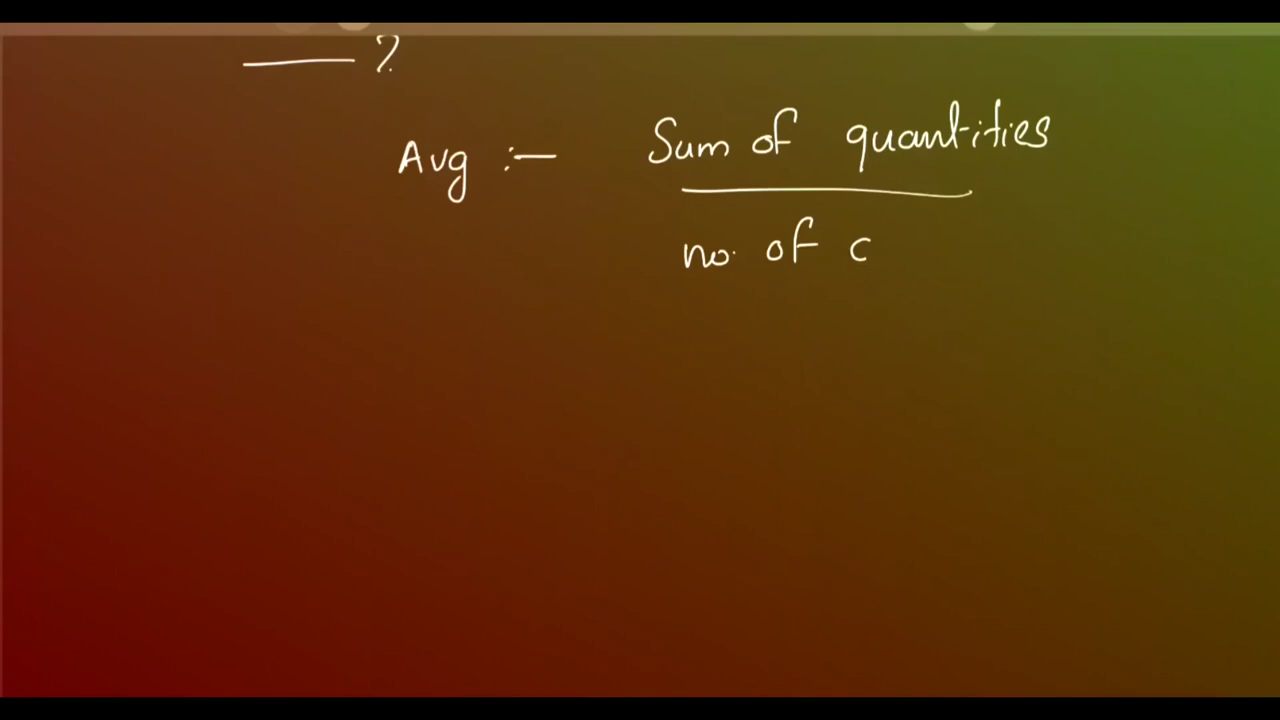 ?
Avg :— Sum of quantities
no. of c